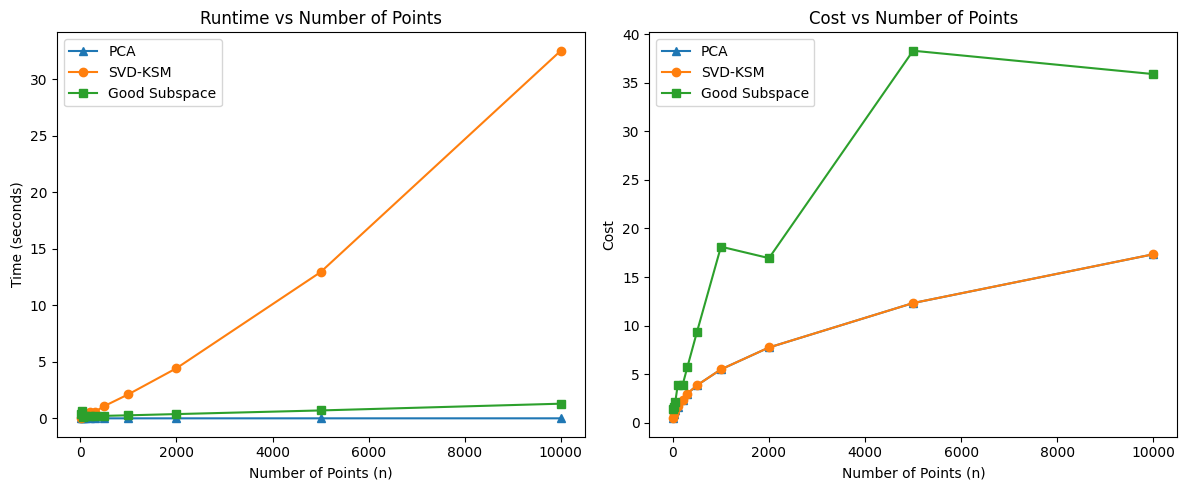 Runtime vs Number of Points
PCA
SVD-KSM
Good Subspace
Time (seconds)
30
25
20
15
10
5
0
0 2000 4000 6000 8000 10000
Number of Points (n)
Cost vs Number of Points
PCA
SVD-KSM
Good Subspace
Cost
40
35
30
25
20
15
10
5
0
0 2000 4000 6000 8000 10000
Number of Points (n)